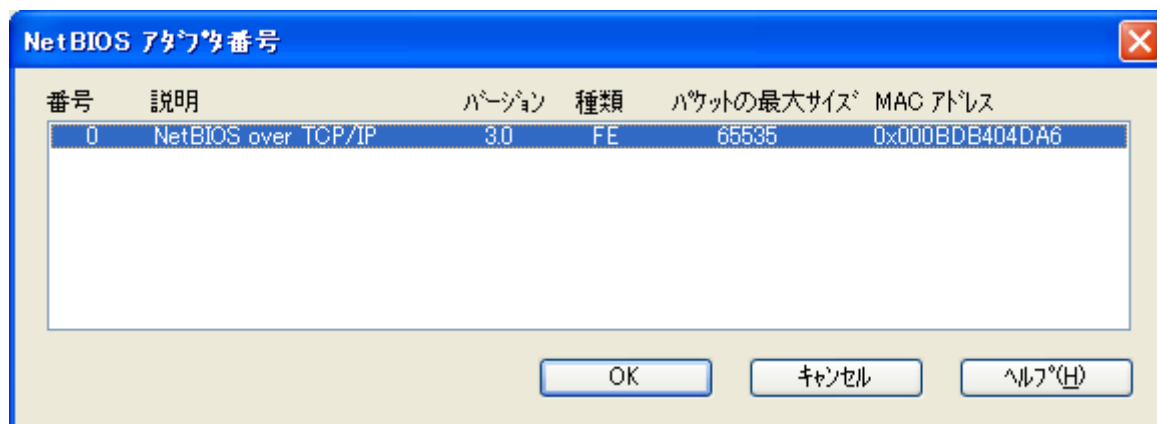 NetBIOS アダプタ番号
番号 説明 バージョン 種類 パケットの最大サイズ MAC アドレス
0 NetBIOS over TCP/IP 3.0 FE 65535 0x000BDB404DA6
OK キャンセル ヘルプ(H)